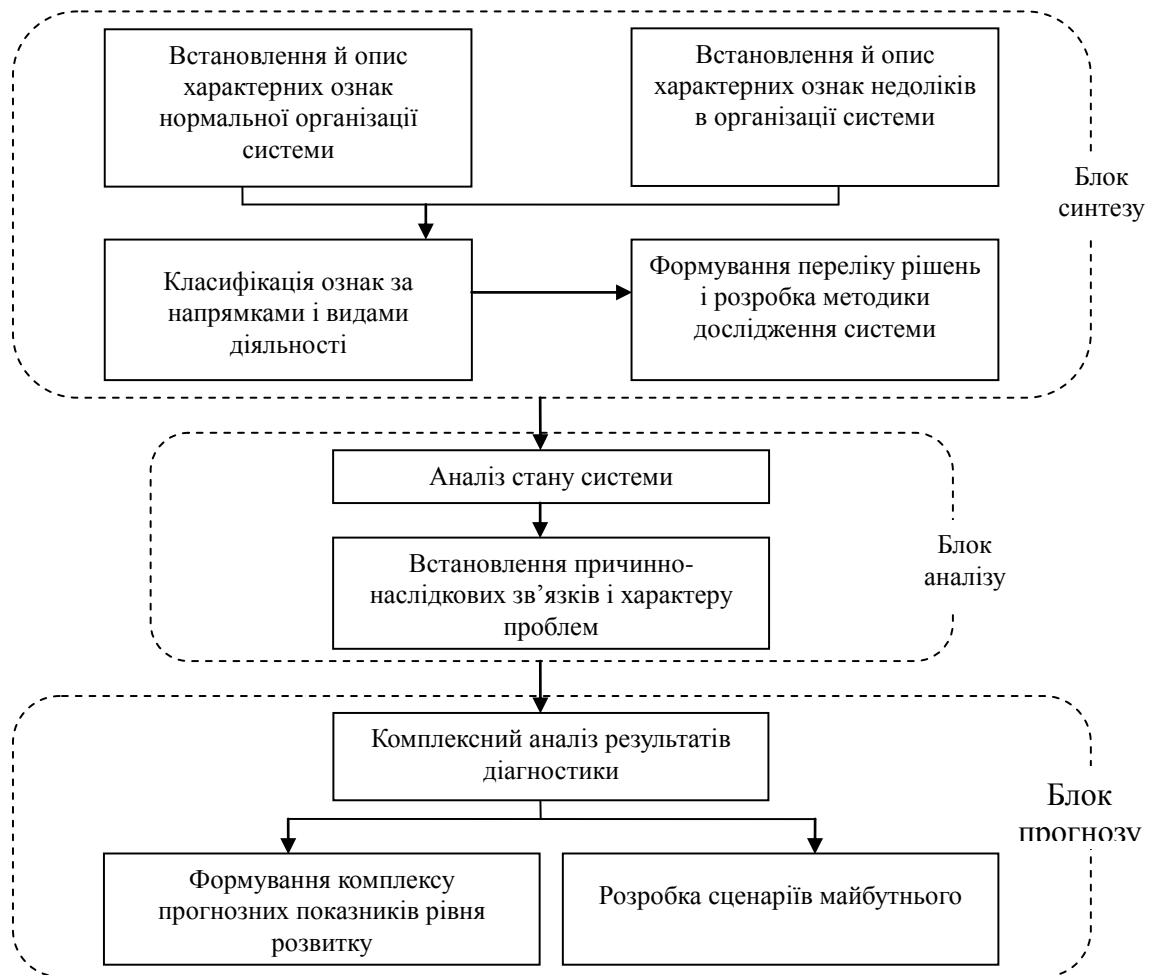 Встановлення й опис
характерних ознак
нормальної організації
системи
Встановлення й опис
характерних ознак недоліків
в організації системи
Блок
синтезу
Класифікація ознак за
напрямками і видами
діяльності
Формування переліку рішень
і розробка методики
дослідження системи
Аналіз стану системи
Встановлення причинно-
наслідкових зв’язків і характеру
проблем
Блок
аналізу
Комплексний аналіз результатів
діагностики
Блок
прогнозу
Формування комплексу
прогнозних показників рівня
розвитку
Розробка сценаріїв майбутнього